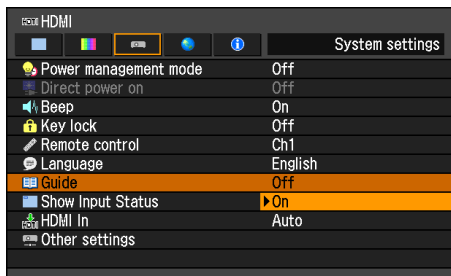 HDMI HDMI
System settings
Power management mode Off
Direct power on Off
Beep On
Key lock Off
Remote control Ch1
Language English
Guide Off
Show Input Status On
HDMI In Auto
Other settings